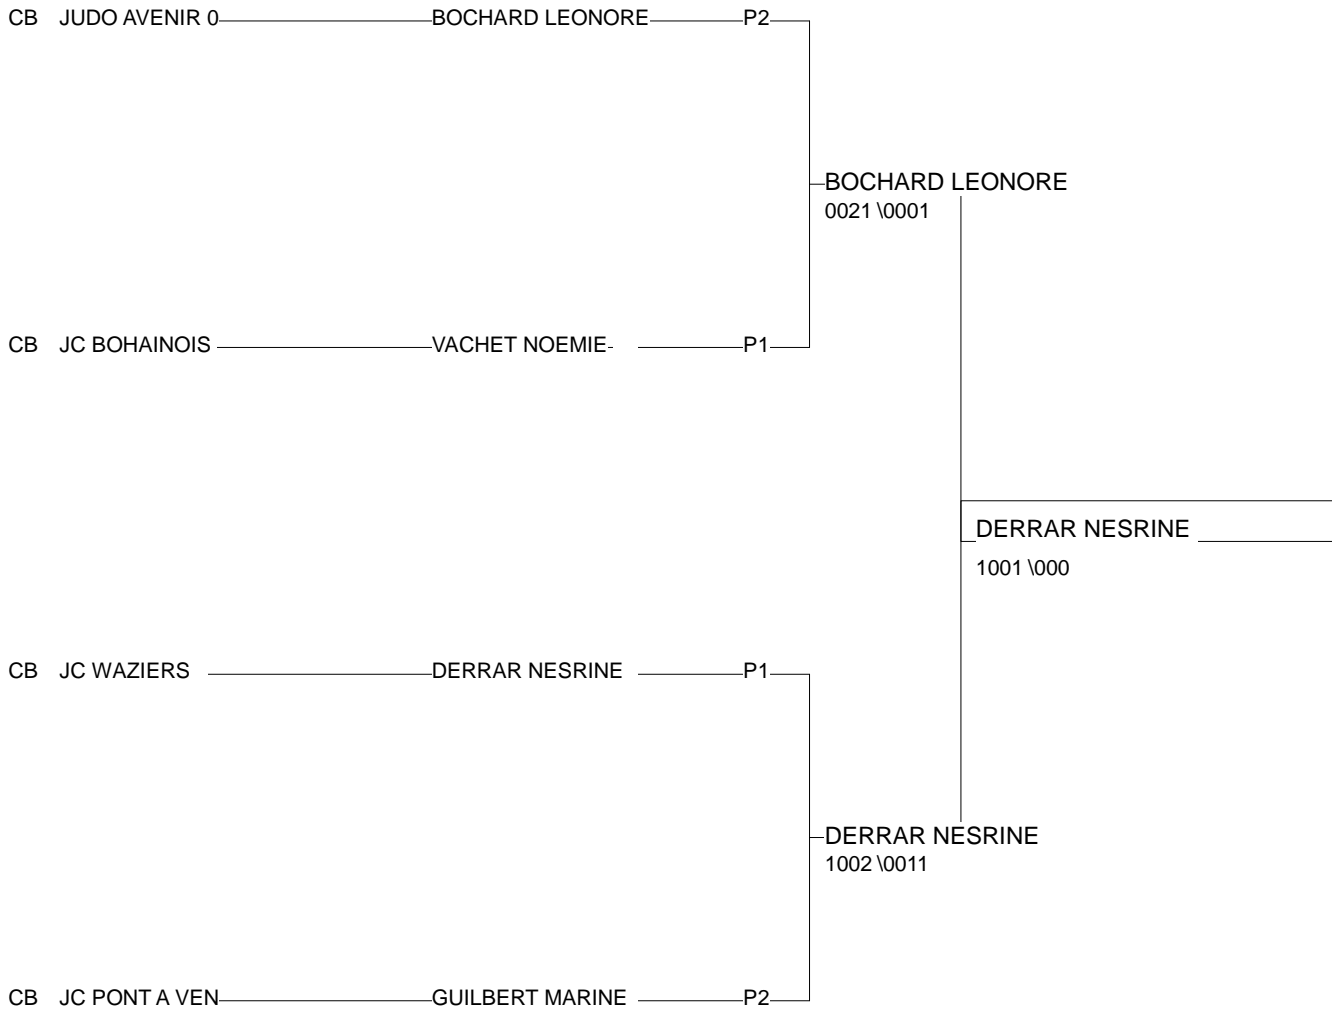 CB JUDO AVENIR 0 BOCHARD LEONORE P2
BOCHARD LEONORE
0021 \0001
CB JC BOHAINOIS VACHET NOEMIE P1
DERRAR NESRINE
1001 \000
CB JC WAZIERS DERRAR NESRINE P1
DERRAR NESRINE
1002 \0011
CB JC PONT A VEN GUILBERT MARINE P2